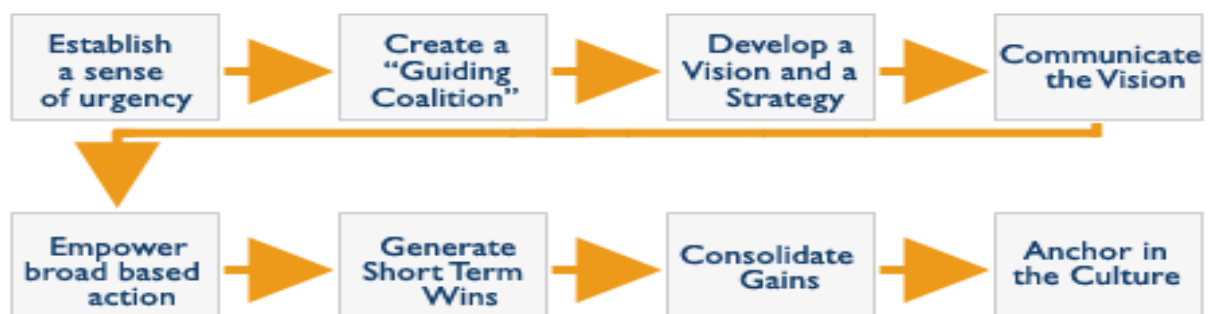 Establish
a sense
of urgency
Create a
“Guiding
Coalition”
Develop a
Vision and a
Strategy
Communicate
the Vision
Empower
broad based
action
Generate
Short Term
Wins
Consolidate
Gains
Anchor in
the Culture